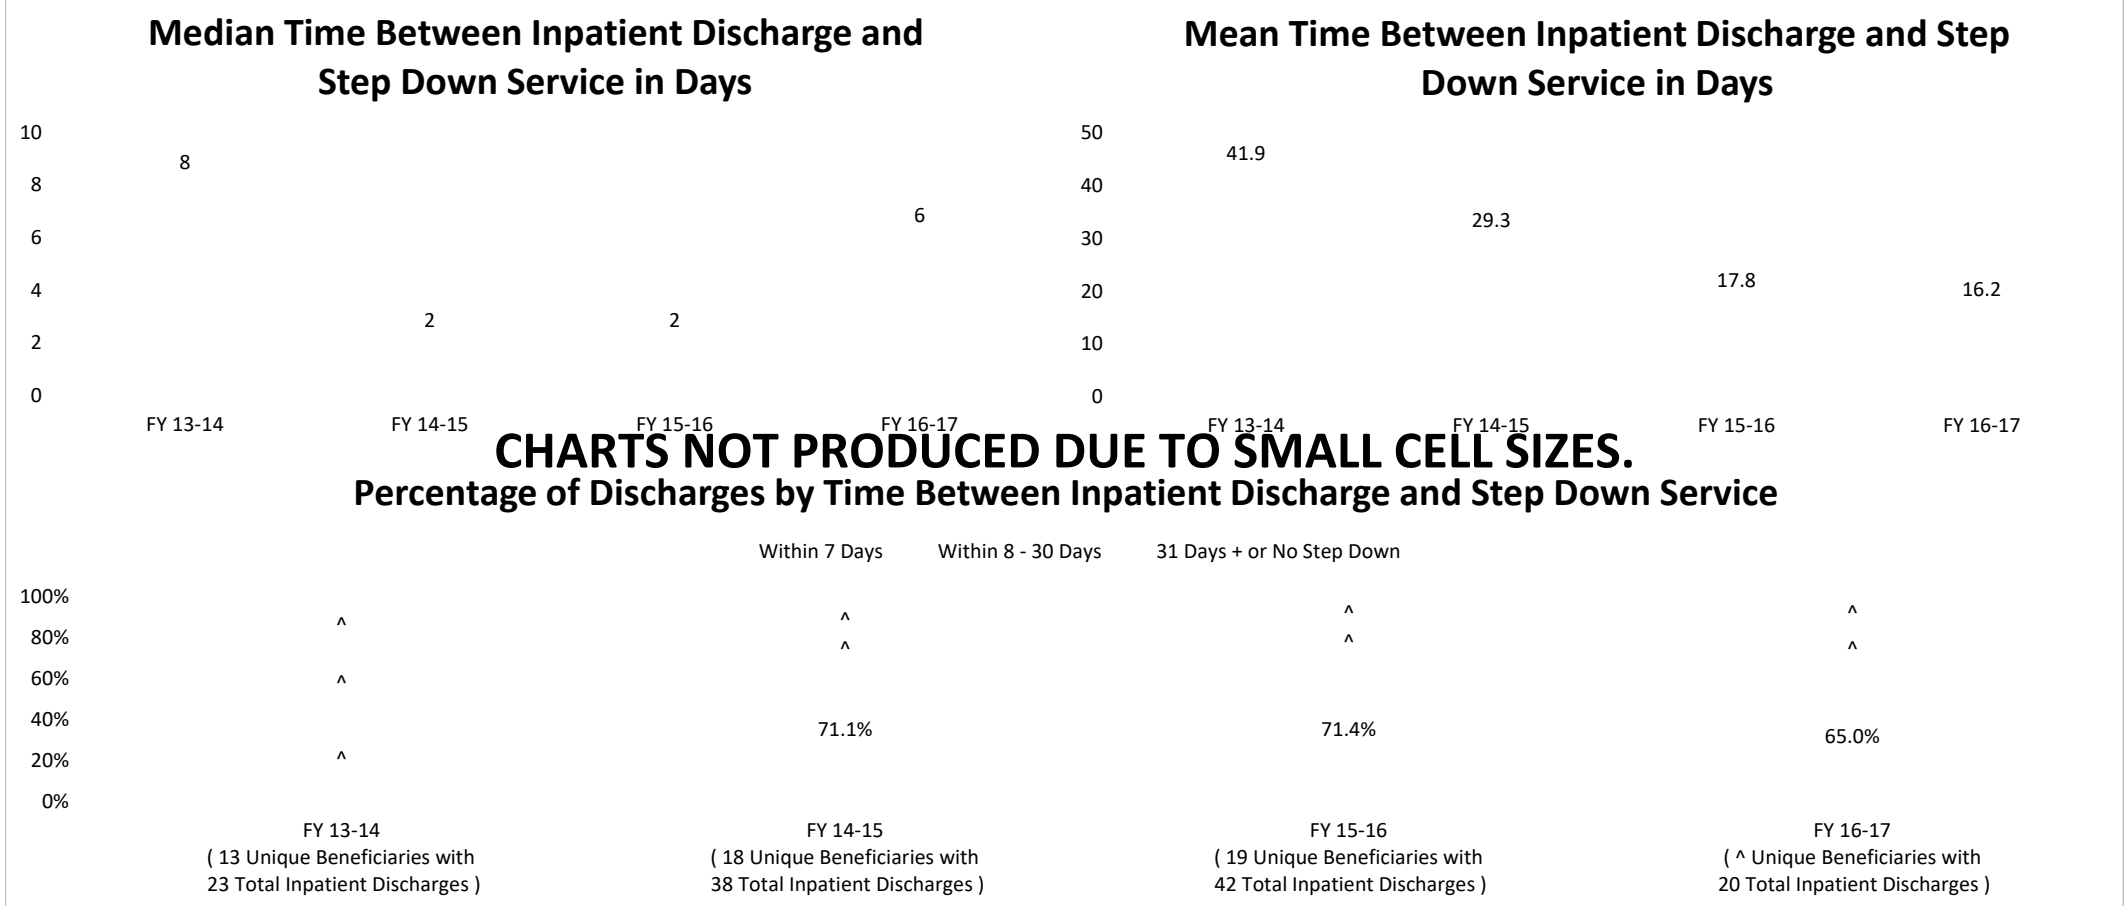 Median Time Between Inpatient Discharge and
Step Down Service in Days
10
8
6
4
2
0
8
2
2
6
FY 13-14
FY 14-15
FY 15-16
FY 16-17
Mean Time Between Inpatient Discharge and Step
Down Service in Days
50
40
30
20
10
0
41.9
29.3
17.8
16.2
FY 13-14
FY 14-15
FY 15-16
FY 16-17
CHARTS NOT PRODUCED DUE TO SMALL CELL SIZES.
Percentage of Discharges by Time Between Inpatient Discharge and Step Down Service
Within 7 Days
Within 8 - 30 Days
31 Days + or No Step Down
100%
80%
60%
40%
20%
0%
^
^
^
^
^
71.1%
^
^
71.4%
^
^
65.0%
FY 13-14
( 13 Unique Beneficiaries with
23 Total Inpatient Discharges )
FY 14-15
( 18 Unique Beneficiaries with
38 Total Inpatient Discharges )
FY 15-16
( 19 Unique Beneficiaries with
42 Total Inpatient Discharges )
FY 16-17
( ^ Unique Beneficiaries with
20 Total Inpatient Discharges )